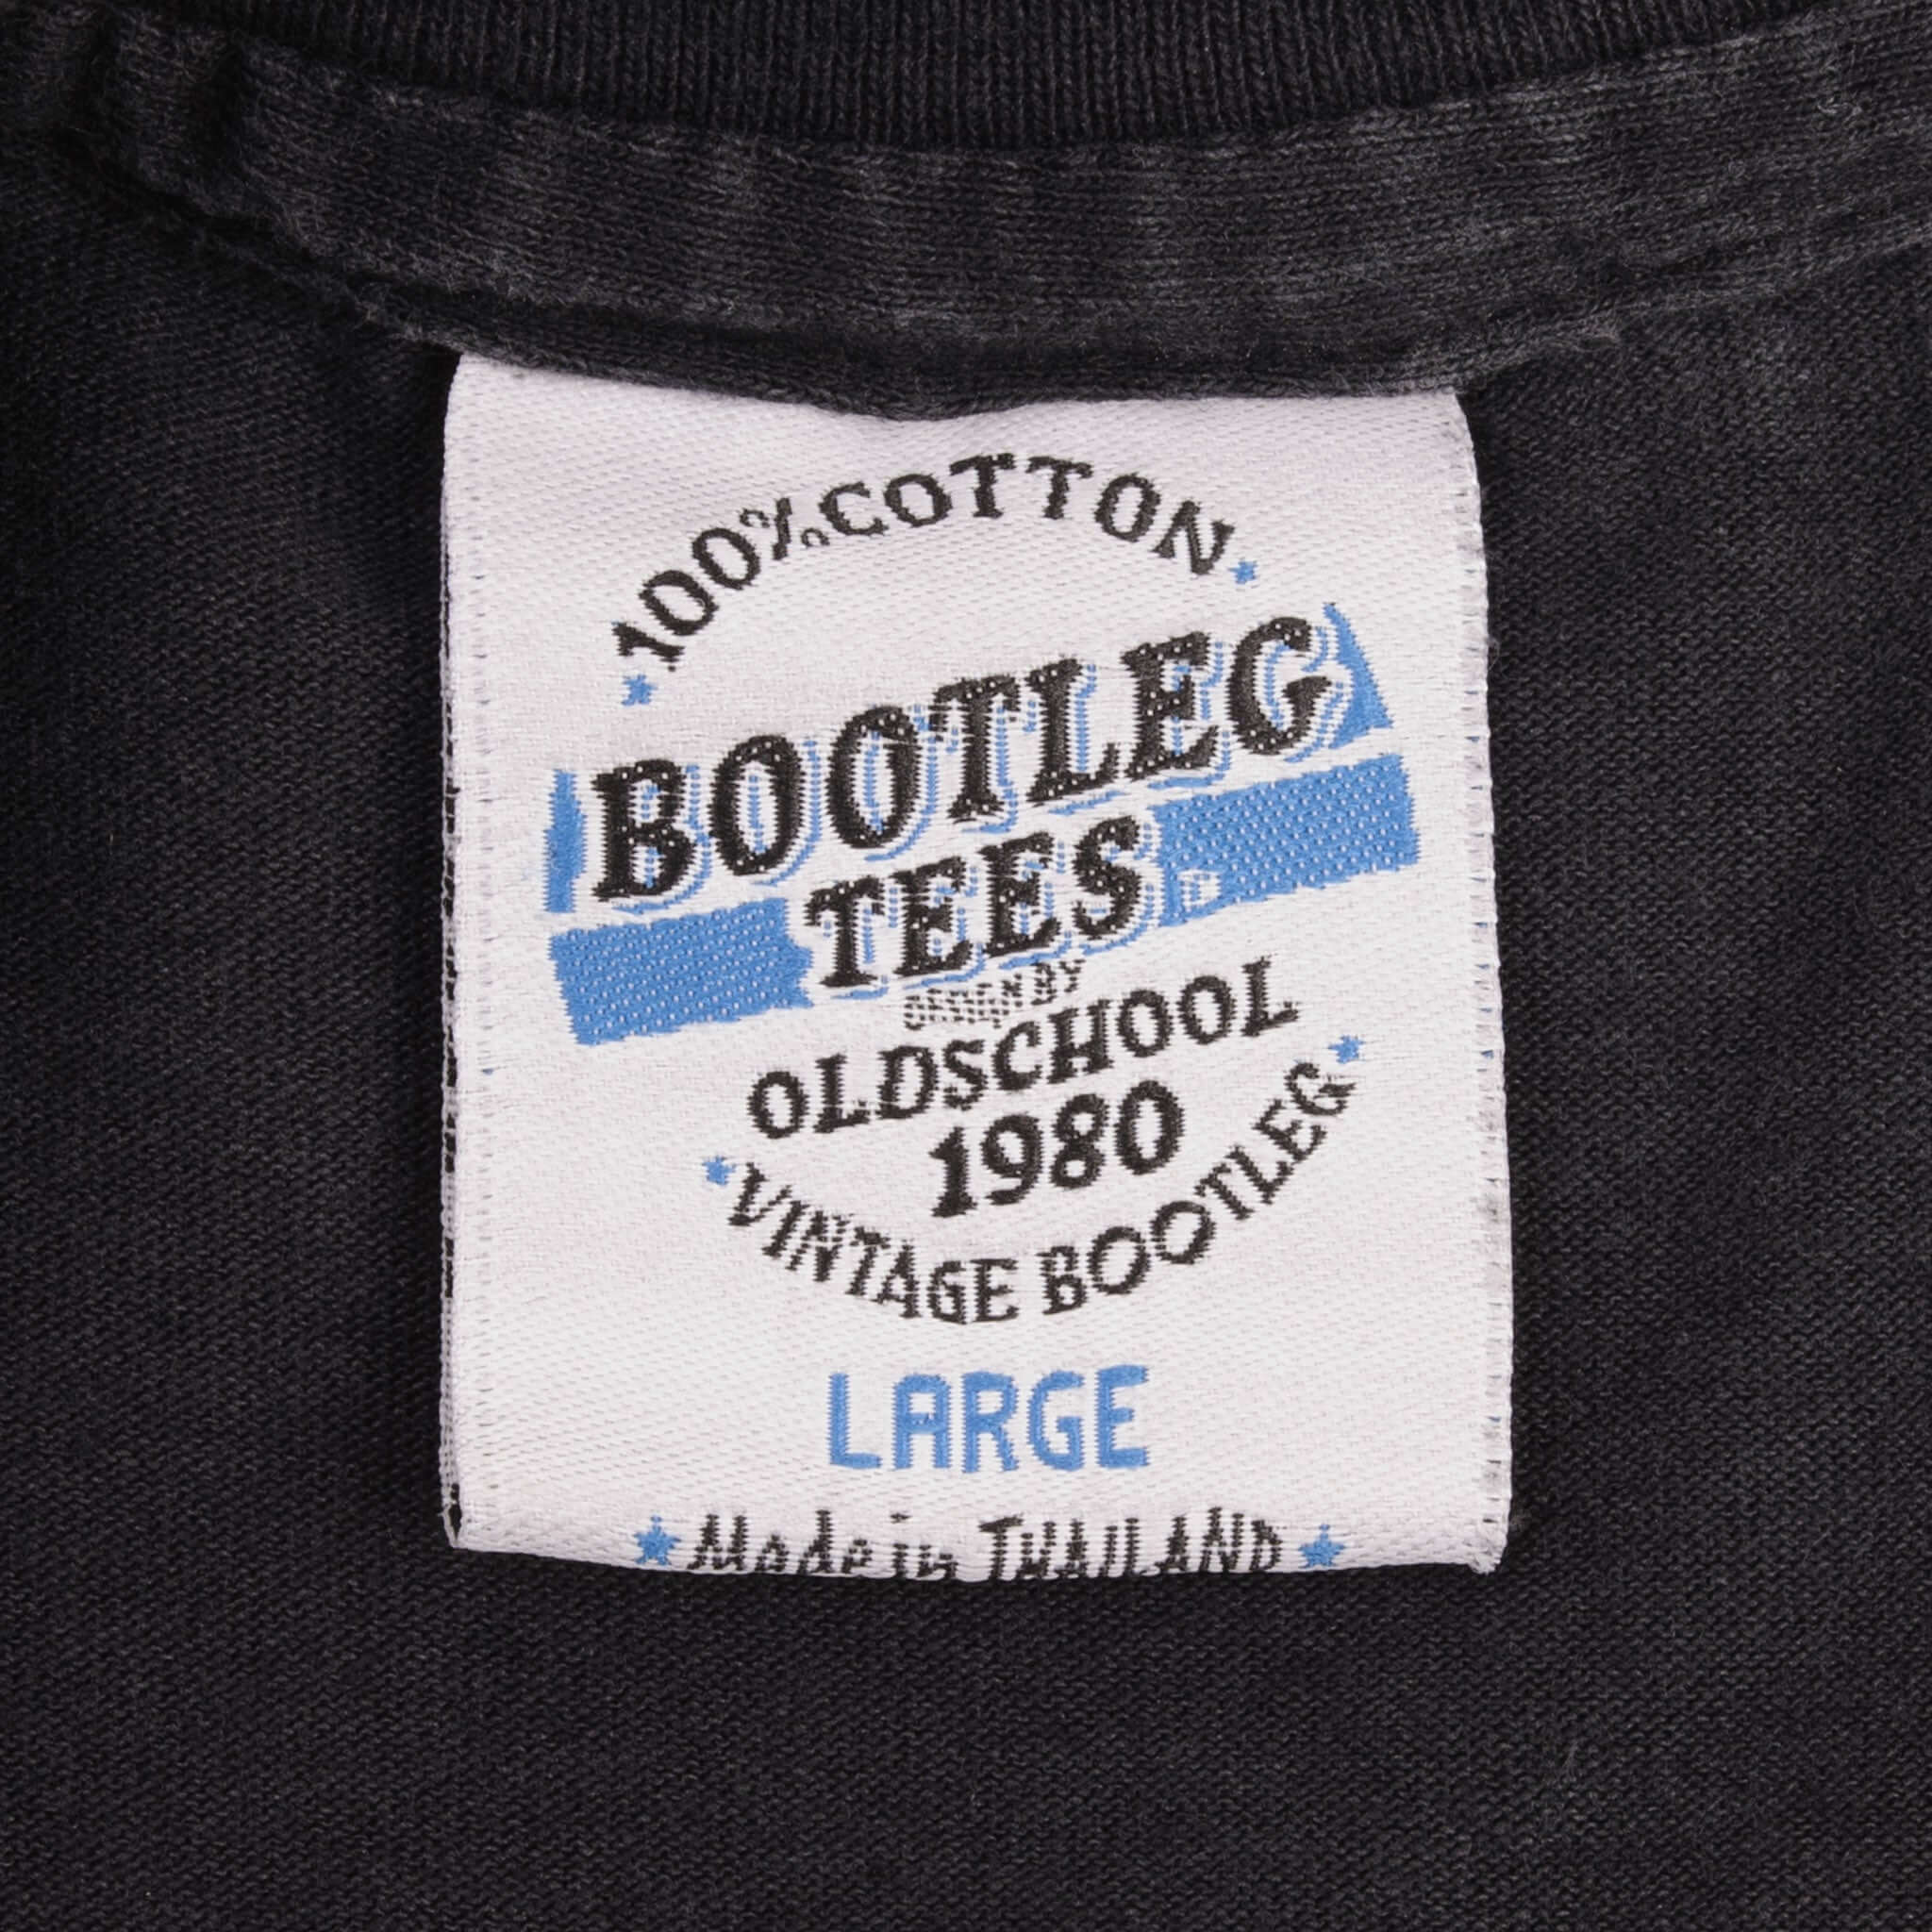 100% COTTON
BOOTLEG
TEES
DESIGN BY
OLDSCHOOL
1980
VINTAGE BOOTLEG
LARGE
Made in THAILAND